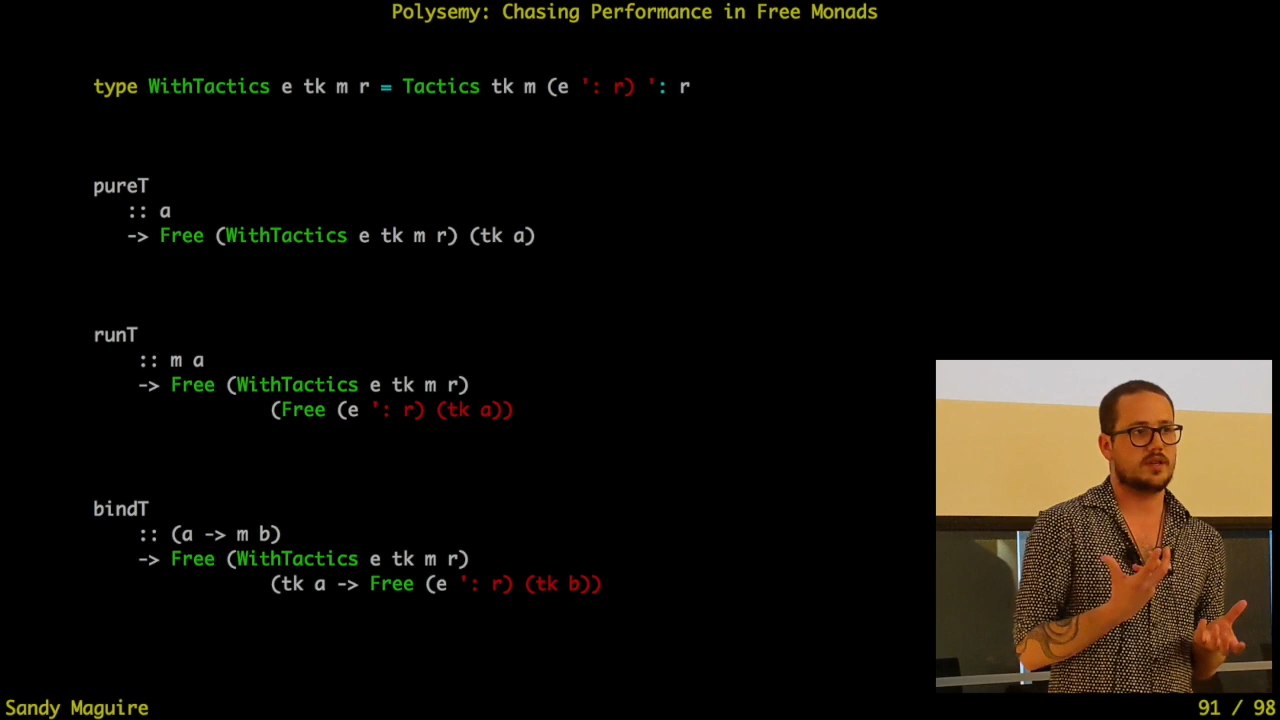 Polysemy: Chasing Performance in Free Monads
type WithTactics e tk m r = Tactics tk m (e ': r) ': r
pureT
:: a
-> Free (WithTactics e tk m r) (tk a)
runT
:: m a
-> Free (WithTactics e tk m r)
(Free (e ': r) (tk a))
bindT
:: (a -> m b)
-> Free (WithTactics e tk m r)
(tk a -> Free (e ': r) (tk b))
Sandy Maguire
91 / 98